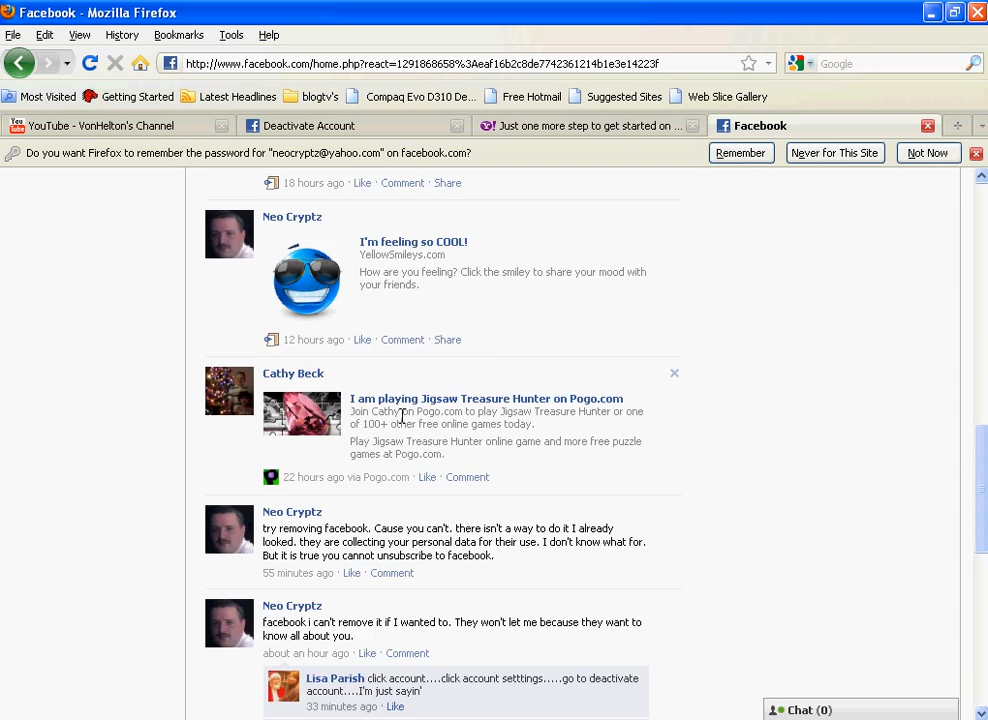 Facebook - Mozilla Firefox
File Edit View History Bookmarks Tools Help
http://www.facebook.com/home.php?react=1291868658%3Aeaf16b2c8de7742361214b1e3e14223f
Google
Most Visited Getting Started Latest Headlines blogtv's Compaq Evo D310 De... Free Hotmail Suggested Sites Web Slice Gallery
YouTube - VonHelton's Channel Deactivate Account Just one more step to get started on ... Facebook
Do you want Firefox to remember the password for "neocryptz@yahoo.com" on facebook.com? Remember Never for This Site Not Now
18 hours ago · Like · Comment · Share
Neo Cryptz
I'm feeling so COOL!
YellowSmileys.com
How are you feeling? Click the smiley to share your mood with
your friends.
12 hours ago · Like · Comment · Share
Cathy Beck
I am playing Jigsaw Treasure Hunter on Pogo.com
Join Cathy on Pogo.com to play Jigsaw Treasure Hunter or one
of 100+ other free online games today.
Play Jigsaw Treasure Hunter online game and more free puzzle
games at Pogo.com.
22 hours ago via Pogo.com · Like · Comment
Neo Cryptz
try removing facebook. Cause you can't. there isn't a way to do it I already
looked. they are collecting your personal data for their use. I don't know what for.
But it is true you cannot unsubscribe to facebook.
55 minutes ago · Like · Comment
Neo Cryptz
facebook i can't remove it if I wanted to. They won't let me because they want to
know all about you.
about an hour ago · Like · Comment
Lisa Parish click account....click account setttings.....go to deactivate
account....I'm just sayin'
33 minutes ago · Like
Chat (0)